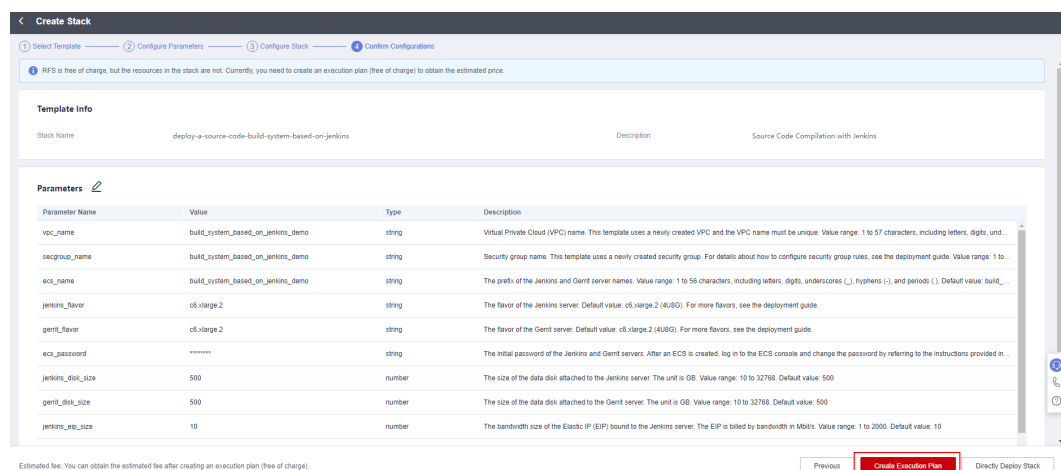 Create Stack
1 Select Template 2 Configure Parameters 3 Configure Stack 4 Confirm Configurations
RFS is free of charge, but the resources in the stack are not. Currently, you need to create an execution plan (free of charge) to obtain the estimated price.
Template Info
Stack Name deploy-a-source-code-build-system-based-on-jenkins Description Source Code Compilation with Jenkins
Parameters
Parameter Name Value Type Description
vpc_name build_system_based_on_jenkins_demo string Virtual Private Cloud (VPC) name. This template uses a newly created VPC and the VPC name must be unique. Value range: 1 to 57 characters, including letters, digits, und...
secgroup_name build_system_based_on_jenkins_demo string Security group name. This template uses a newly created security group. For details about how to configure security group rules, see the deployment guide. Value range: 1 to...
ecs_name build_system_based_on_jenkins_demo string The prefix of the Jenkins and Gerrit server names. Value range: 1 to 56 characters, including letters, digits, underscores (_), hyphens (-), and periods (.). Default value: build_...
jenkins_flavor c6.xlarge.2 string The flavor of the Jenkins server. Default value: c6.xlarge.2 (4U8G). For more flavors, see the deployment guide.
gerrit_flavor c6.xlarge.2 string The flavor of the Gerrit server. Default value: c6.xlarge.2 (4U8G). For more flavors, see the deployment guide.
ecs_password ******** string The initial password of the Jenkins and Gerrit servers. After an ECS is created, log in to the ECS console and change the password by referring to the instructions provided in...
jenkins_disk_size 500 number The size of the data disk attached to the Jenkins server. The unit is GB. Value range: 10 to 32768. Default value: 500
gerrit_disk_size 500 number The size of the data disk attached to the Gerrit server. The unit is GB. Value range: 10 to 32768. Default value: 500
jenkins_eip_size 10 number The bandwidth size of the Elastic IP (EIP) bound to the Jenkins server. The EIP is billed by bandwidth in Mbit/s. Value range: 1 to 2000. Default value: 10
Estimated fee: You can obtain the estimated fee after creating an execution plan (free of charge). Previous Create Execution Plan Directly Deploy Stack